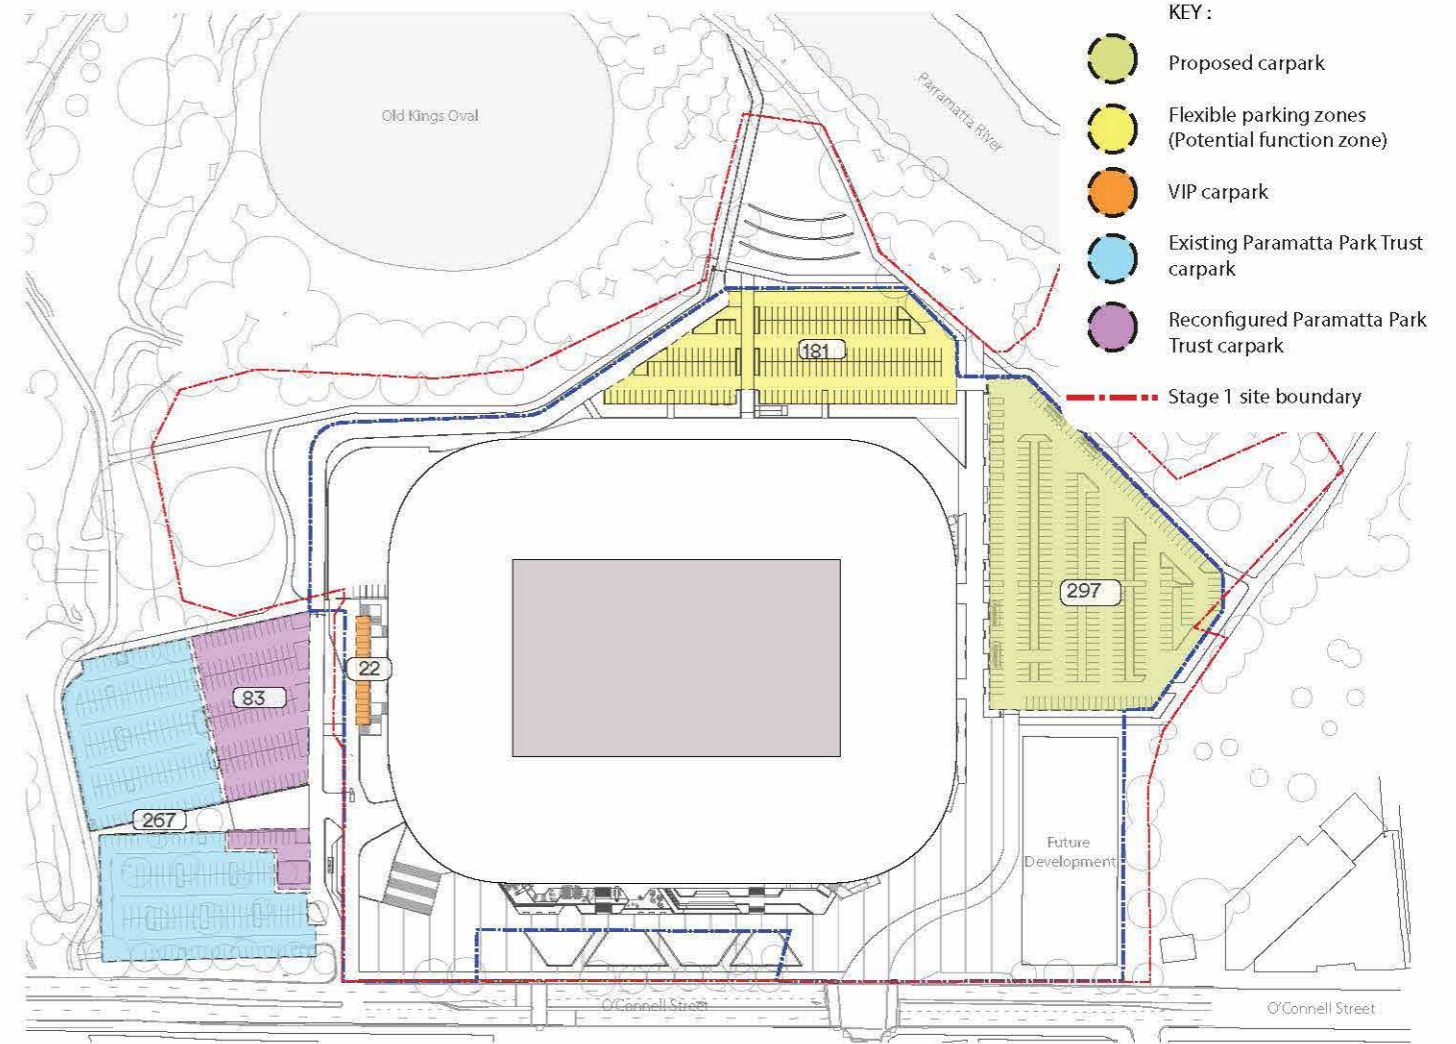 KEY :
Proposed carpark
Flexible parking zones
(Potential function zone)
VIP carpark
Existing Paramatta Park Trust
carpark
Reconfigured Paramatta Park
Trust carpark
Stage 1 site boundary
Old Kings Oval
Parramatta River
181
297
22
83
267
Future
Development
O'Connell Street
O'Connell Street